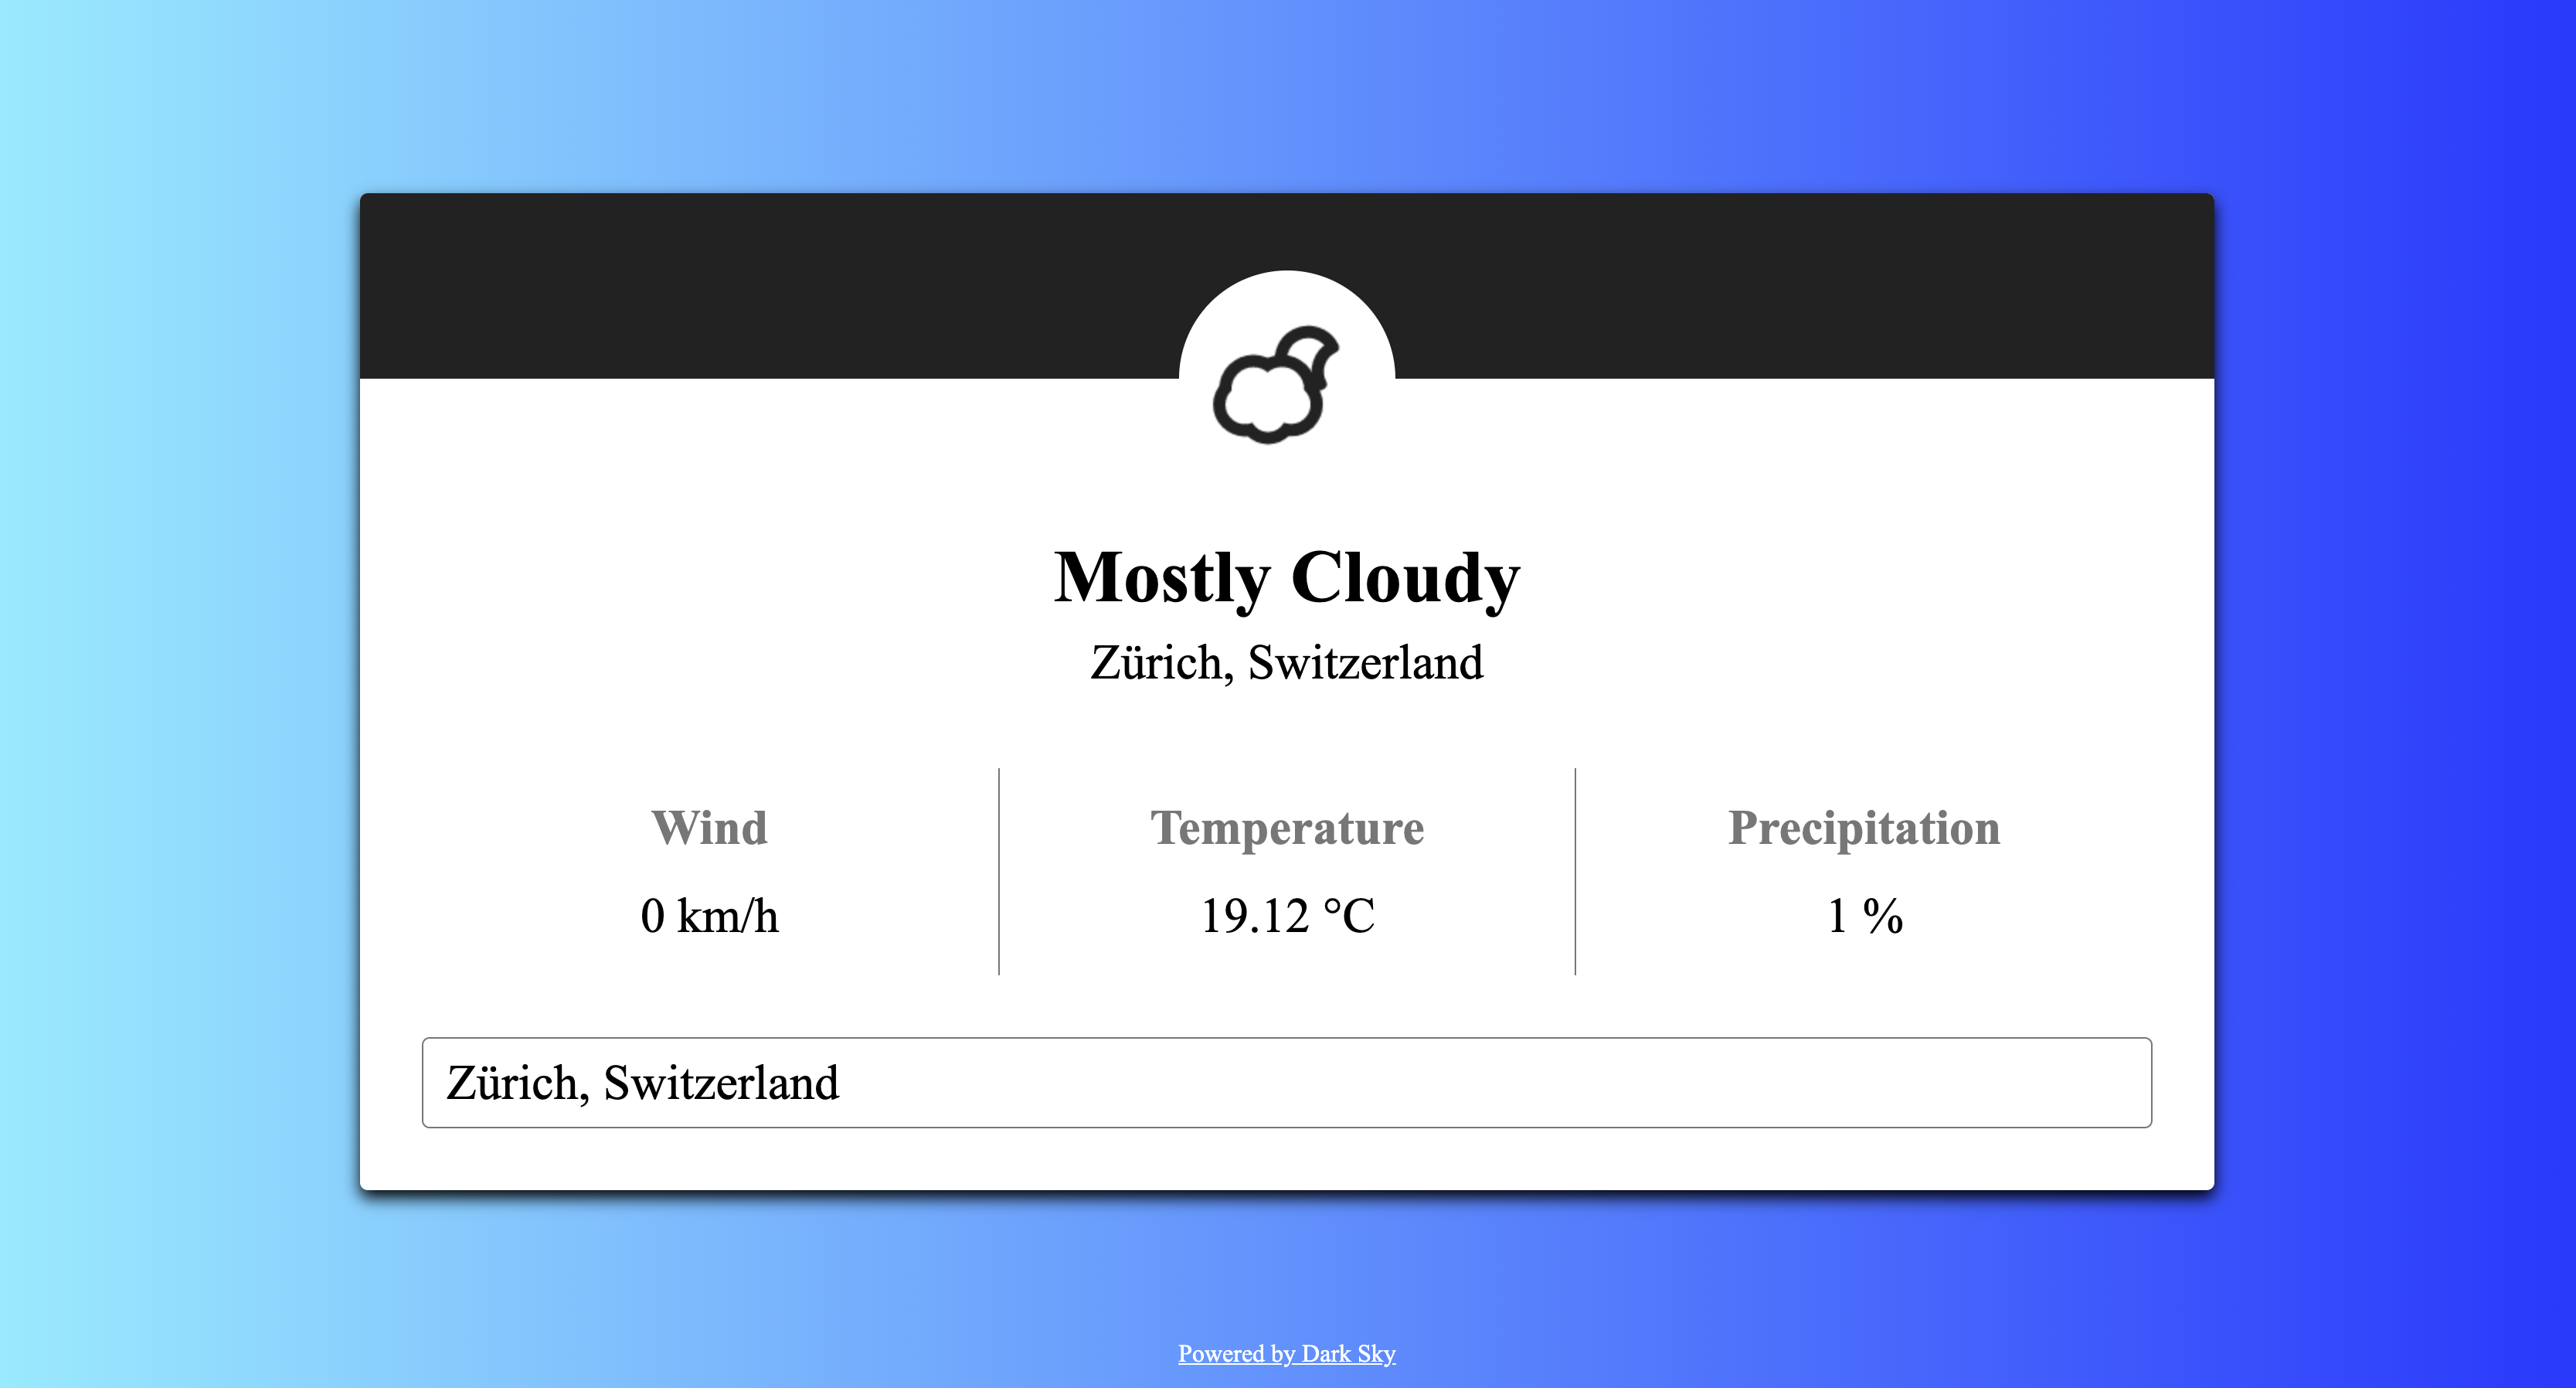 Mostly Cloudy
Zürich, Switzerland
Wind
Temperature
Precipitation
0 km/h
19.12 °C
1 %
Zürich, Switzerland
Powered by Dark Sky